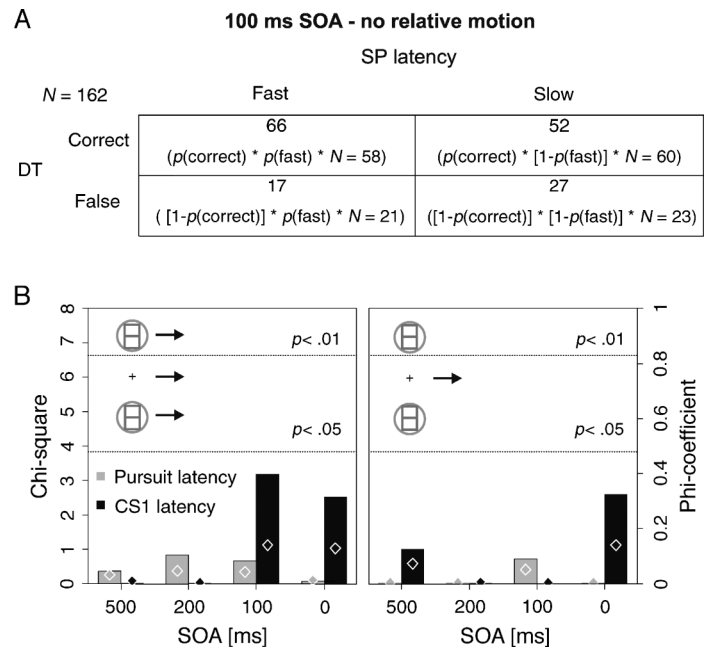 A
100 ms SOA - no relative motion
SP latency
N = 162
Fast
Slow
DT
Correct
66
(p(correct) * p(fast) * N = 58)
52
(p(correct) * [1-p(fast)] * N = 60)
False
17
( [1-p(correct)] * p(fast) * N = 21)
27
([1-p(correct)] * [1-p(fast)] * N = 23)
B
Chi-square
8
7
6
5
4
3
2
1
0
p< .01
p< .05
Pursuit latency
CS1 latency
500
200
100
0
SOA [ms]
p< .01
p< .05
500
200
100
0
SOA [ms]
1
0.8
0.6
0.4
0.2
0
Phi-coefficient